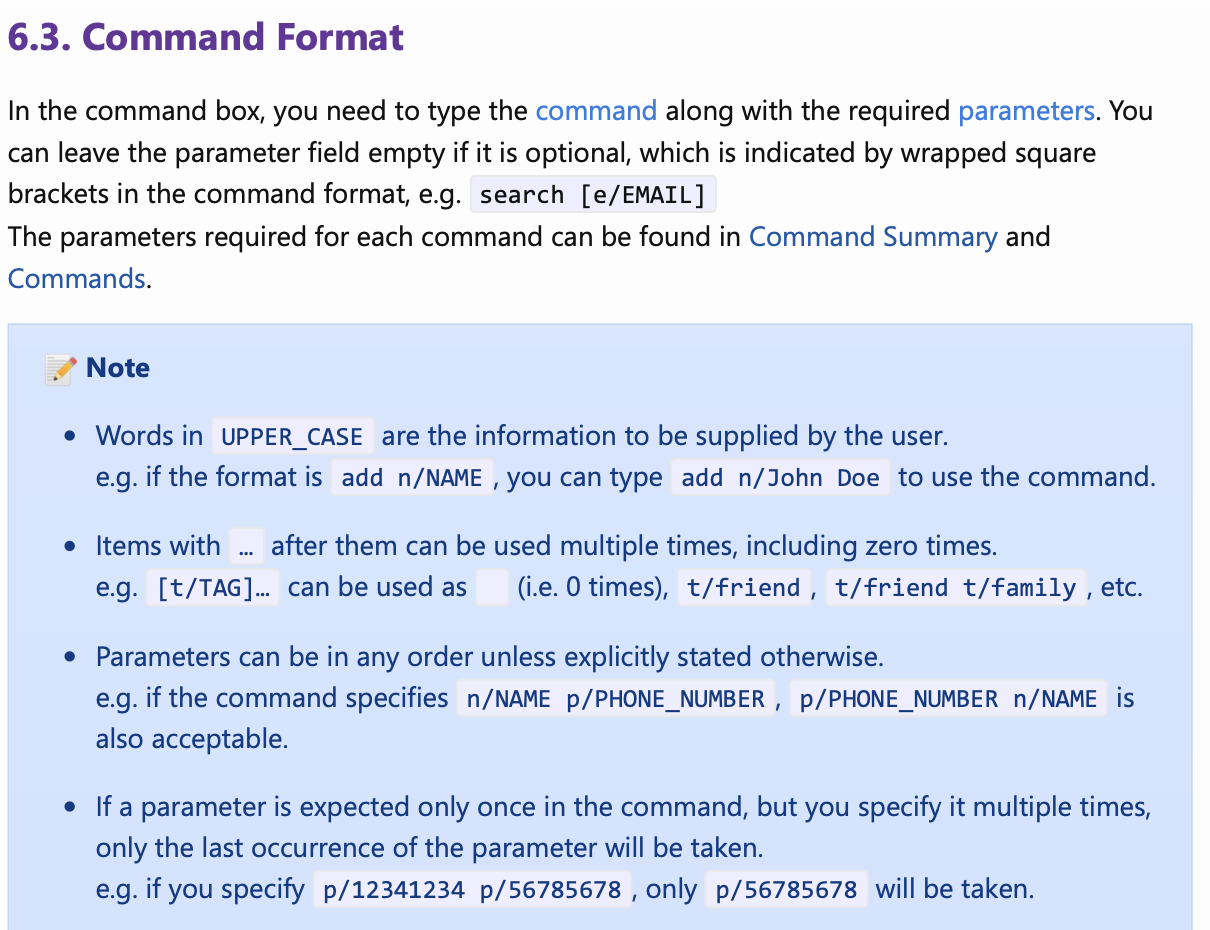 6.3. Command Format
In the command box, you need to type the command along with the required parameters. You
can leave the parameter field empty if it is optional, which is indicated by wrapped square
brackets in the command format, e.g. search [e/EMAIL]
The parameters required for each command can be found in Command Summary and
Commands.
Note
• Words in UPPER_CASE are the information to be supplied by the user.
e.g. if the format is add n/NAME , you can type add n/John Doe to use the command.
• Items with … after them can be used multiple times, including zero times.
e.g. [t/TAG]… can be used as (i.e. 0 times), t/friend , t/friend t/family , etc.
• Parameters can be in any order unless explicitly stated otherwise.
e.g. if the command specifies n/NAME p/PHONE_NUMBER , p/PHONE_NUMBER n/NAME is
also acceptable.
• If a parameter is expected only once in the command, but you specify it multiple times,
only the last occurrence of the parameter will be taken.
e.g. if you specify p/12341234 p/56785678 , only p/56785678 will be taken.